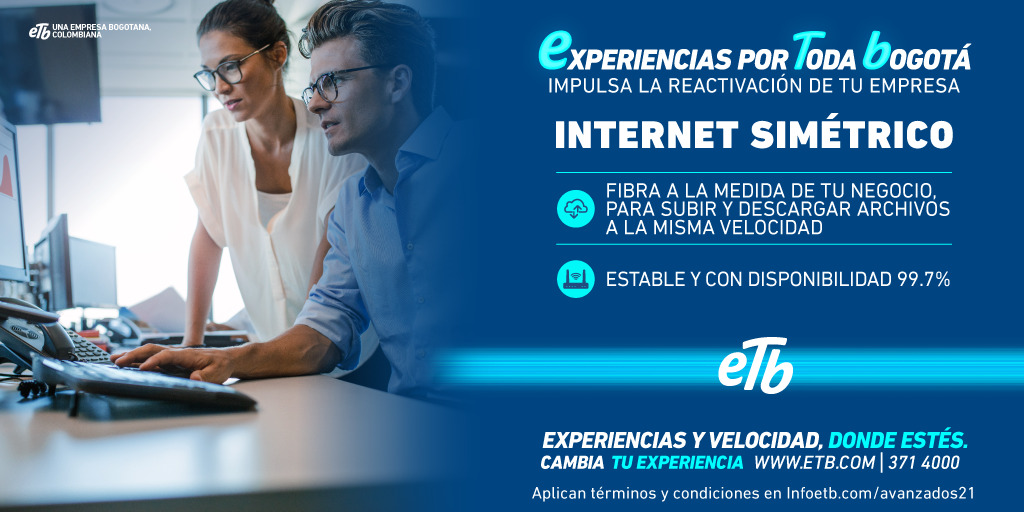 eTb UNA EMPRESA BOGOTANA,
COLOMBIANA
eXPERIENCIAS POR TODA bOGOTÁ
IMPULSA LA REACTIVACIÓN DE TU EMPRESA
INTERNET SIMÉTRICO
FIBRA A LA MEDIDA DE TU NEGOCIO,
PARA SUBIR Y DESCARGAR ARCHIVOS
A LA MISMA VELOCIDAD
ESTABLE Y CON DISPONIBILIDAD 99.7%
eTb
EXPERIENCIAS Y VELOCIDAD, DONDE ESTÉS.
CAMBIA TU EXPERIENCIA WWW.ETB.COM | 371 4000
Aplican términos y condiciones en Infoetb.com/avanzados21